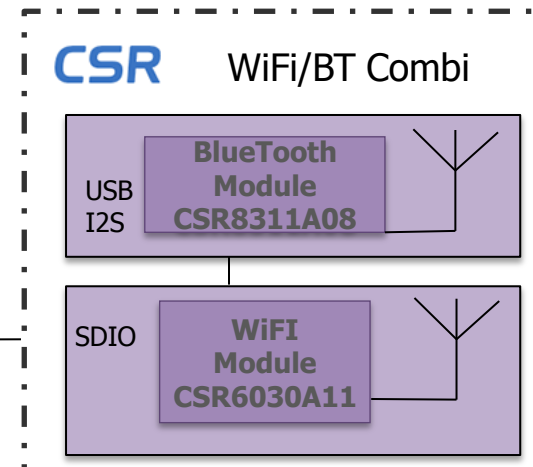 CSR WiFi/BT Combi
BlueTooth
Module
CSR8311A08
USB
I2S
SDIO
WiFI
Module
CSR6030A11